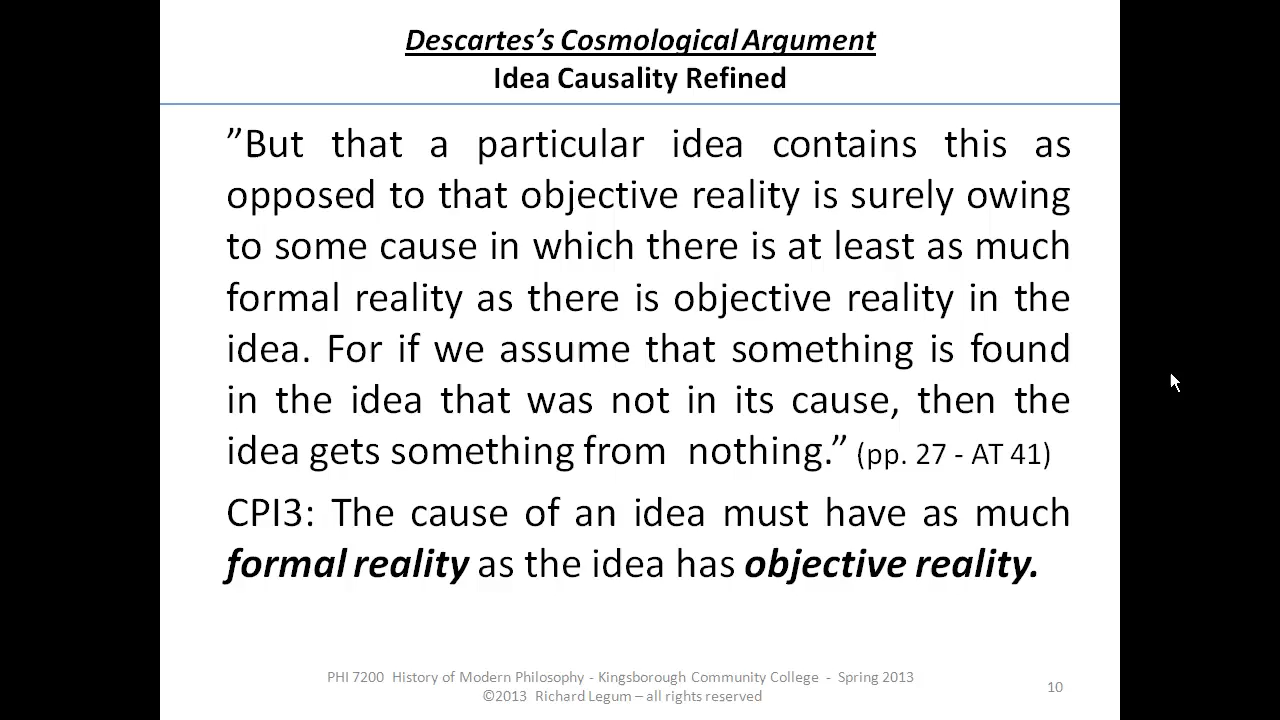 Descartes's Cosmological Argument
Idea Causality Refined
”But that a particular idea contains this as
opposed to that objective reality is surely owing
to some cause in which there is at least as much
formal reality as there is objective reality in the
idea. For if we assume that something is found
in the idea that was not in its cause, then the
idea gets something from  nothing.” (pp. 27 - AT 41)
CPI3: The cause of an idea must have as much
formal reality as the idea has objective reality.
PHI 7200  History of Modern Philosophy - Kingsborough Community College  -  Spring 2013
©2013  Richard Legum – all rights reserved
10